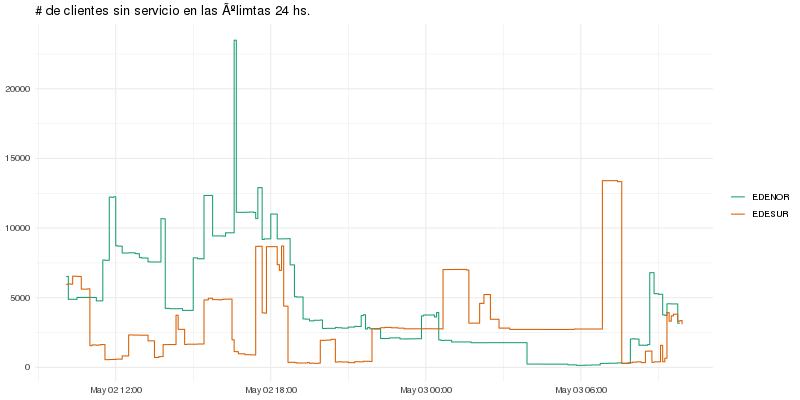 # de clientes sin servicio en las Ãºlimtas 24 hs.
20000
15000
10000
5000
0
May 02 12:00
May 02 18:00
May 03 00:00
May 03 06:00
EDENOR
EDESUR